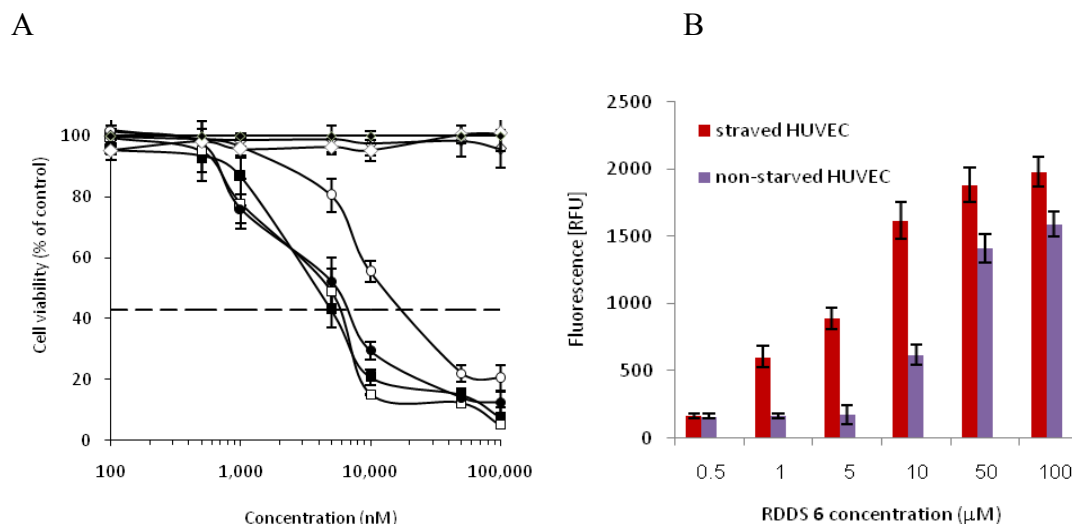 A
B
Cell viability (% of control)
100
80
60
40
20
0
100
1,000
10,000
100,000
Concentration (nM)
2500
2000
1500
1000
500
0
Fluorescence [RFU]
straved HUVEC
non-starved HUVEC
0.5 1 5 10 50 100
RDDS 6 concentration (μM)